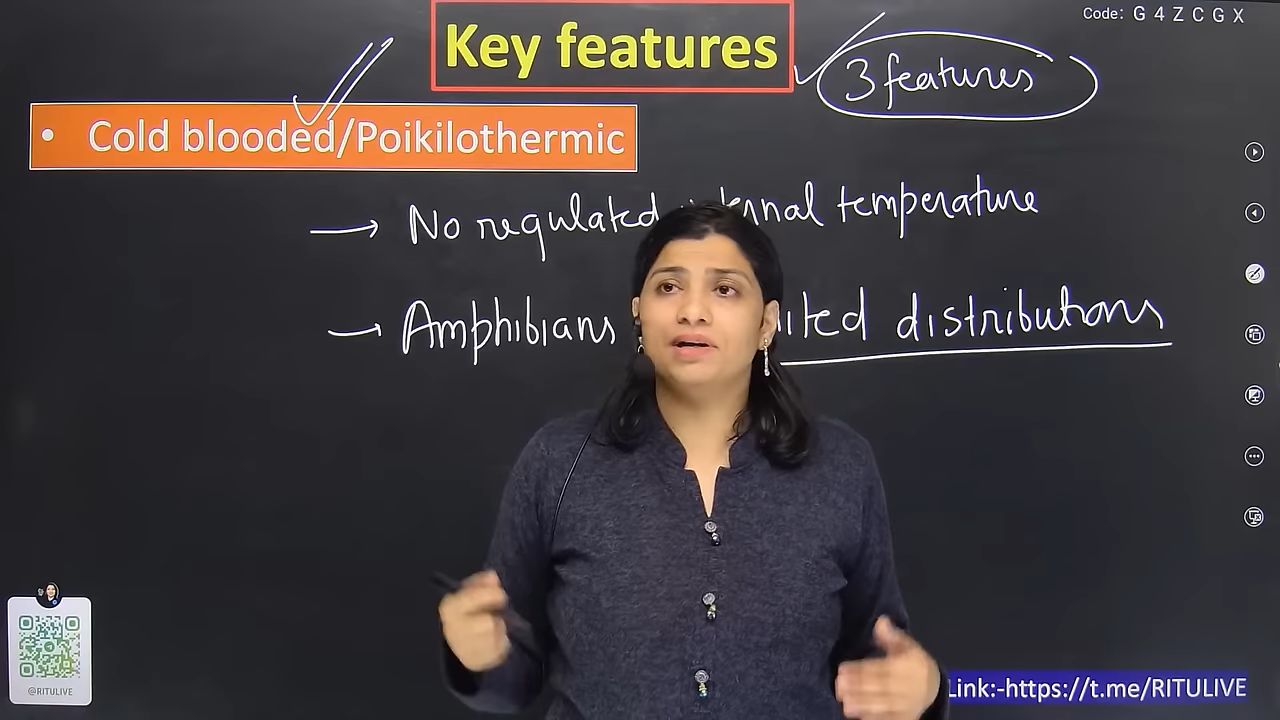 Code: G 4 Z C G X
Key features
3 features
• Cold blooded/Poikilothermic
→ No regulated temperature
→ Amphibians distributions
@RITULIVE
Link:-https://t.me/RITULIVE